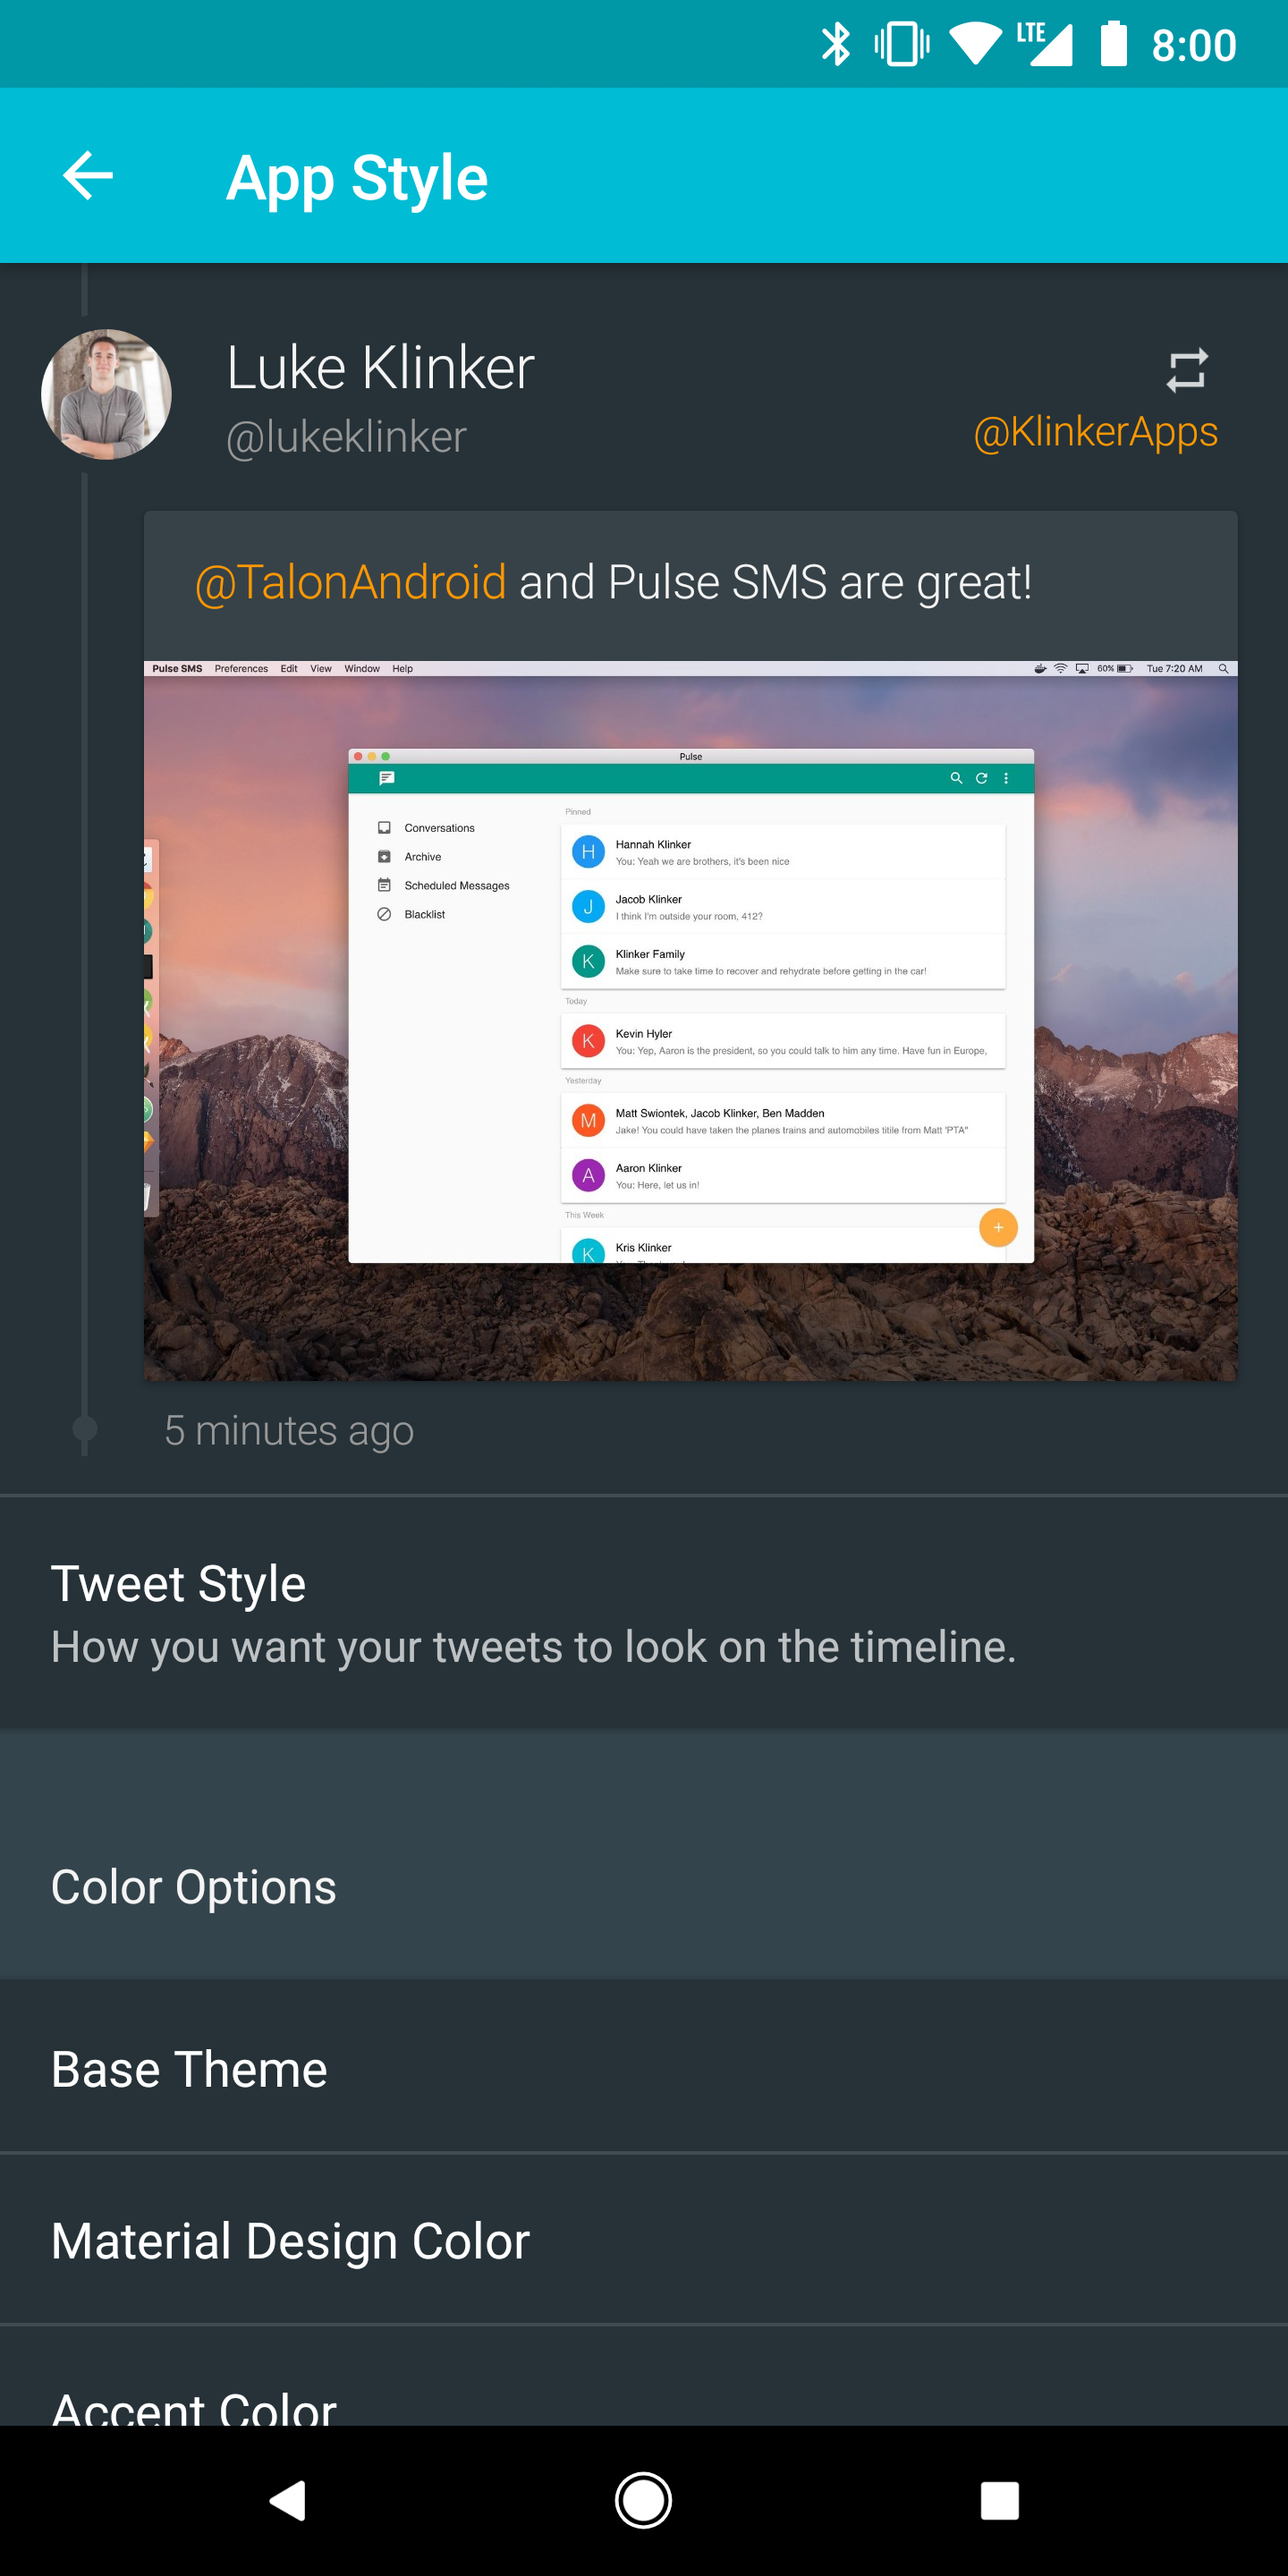 LTE 8:00
App Style
Luke Klinker
@lukeklinker
@KlinkerApps
@TalonAndroid and Pulse SMS are great!
Pulse SMS Preferences Edit View Window Help 60% Tue 7:20 AM
Pulse
Conversations
Archive
Scheduled Messages
Blacklist
Pinned
H
Hannah Klinker
You: Yeah we are brothers, it's been nice
J
Jacob Klinker
I think I'm outside your room, 412?
K
Klinker Family
Make sure to take time to recover and rehydrate before getting in the car!
Today
K
Kevin Hyler
You: Yep, Aaron is the president, so you could talk to him any time. Have fun in Europe,
Yesterday
M
Matt Swiontek, Jacob Klinker, Ben Madden
Jake! You could have taken the planes trains and automobiles titile from Matt 'PTA"
A
Aaron Klinker
You: Here, let us in!
This Week
K
Kris Klinker
5 minutes ago
Tweet Style
How you want your tweets to look on the timeline.
Color Options
Base Theme
Material Design Color
Accent Color